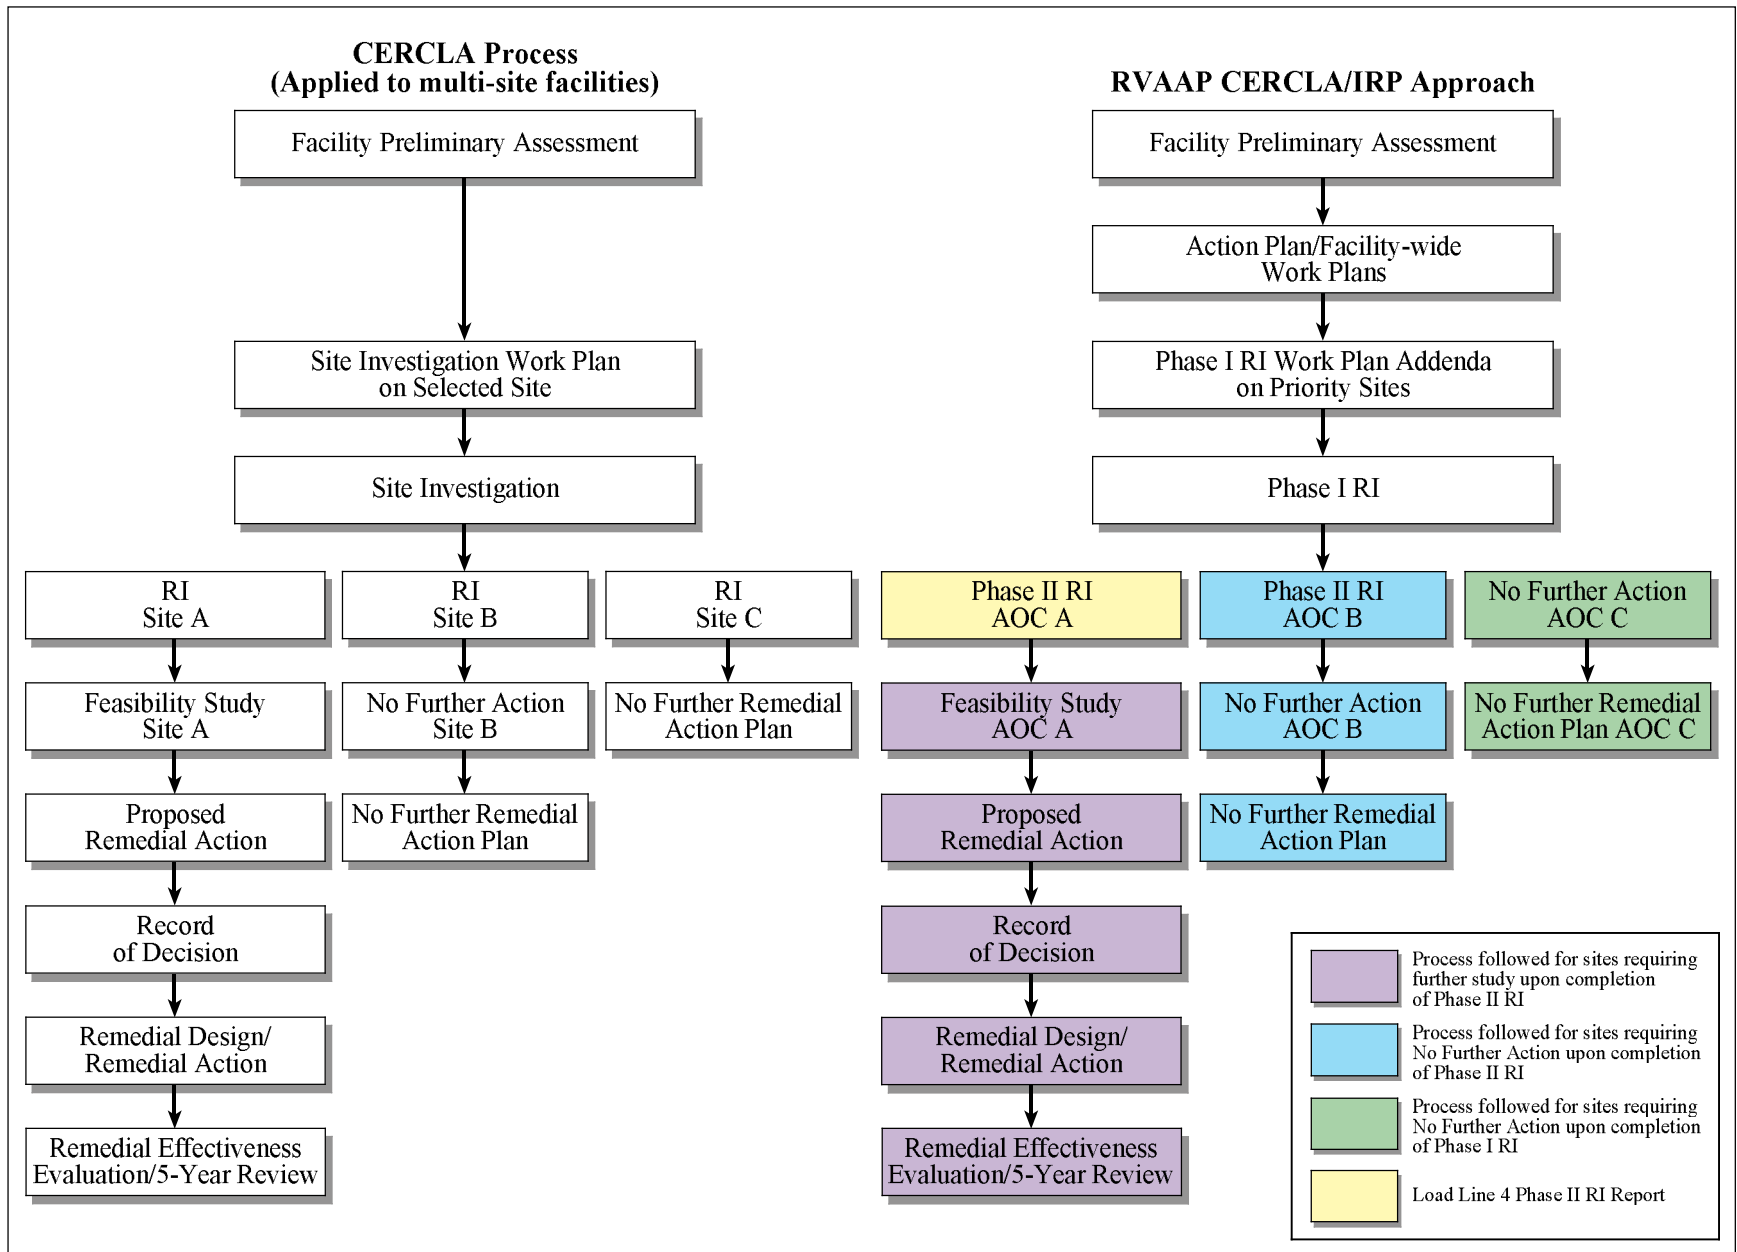 CERCLA Process
(Applied to multi-site facilities)
Facility Preliminary Assessment
Site Investigation Work Plan
on Selected Site
Site Investigation
RI
Site A
RI
Site B
RI
Site C
Feasibility Study
Site A
No Further Action
Site B
No Further Remedial
Action Plan
Proposed
Remedial Action
No Further Remedial
Action Plan
Record
of Decision
Remedial Design/
Remedial Action
Remedial Effectiveness
Evaluation/5-Year Review
RVAAP CERCLA/IRP Approach
Facility Preliminary Assessment
Action Plan/Facility-wide
Work Plans
Phase I RI Work Plan Addenda
on Priority Sites
Phase I RI
Phase II RI
AOC A
Phase II RI
AOC B
No Further Action
AOC C
Feasibility Study
AOC A
No Further Action
AOC B
No Further Remedial
Action Plan AOC C
Proposed
Remedial Action
No Further Remedial
Action Plan
Record
of Decision
Remedial Design/
Remedial Action
Remedial Effectiveness
Evaluation/5-Year Review
Process followed for sites requiring
further study upon completion
of Phase II RI
Process followed for sites requiring
No Further Action upon completion
of Phase II RI
Process followed for sites requiring
No Further Action upon completion
of Phase I RI
Load Line 4 Phase II RI Report